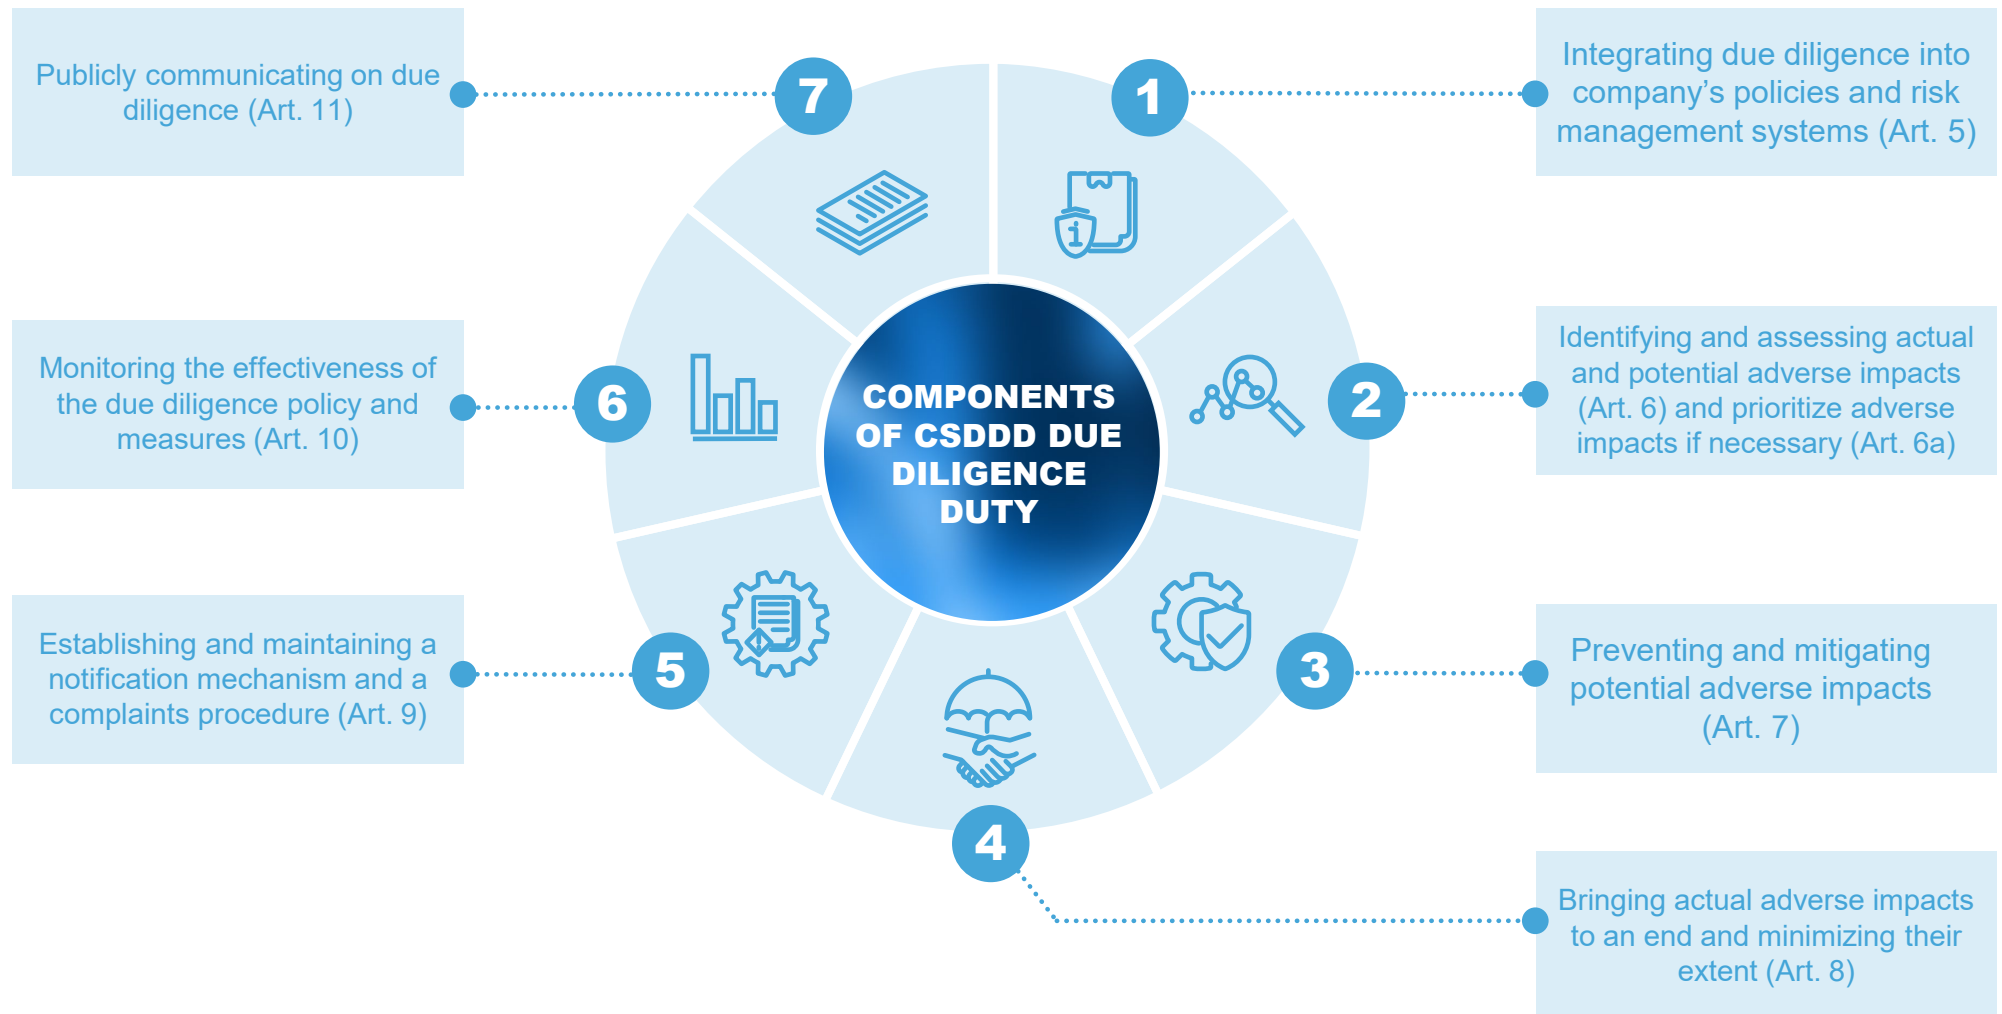 COMPONENTS
OF CSDDD DUE
DILIGENCE
DUTY
1
Integrating due diligence into
company’s policies and risk
management systems (Art. 5)
2
Identifying and assessing actual
and potential adverse impacts
(Art. 6) and prioritize adverse
impacts if necessary (Art. 6a)
3
Preventing and mitigating
potential adverse impacts
(Art. 7)
4
Bringing actual adverse impacts
to an end and minimizing their
extent (Art. 8)
5
Establishing and maintaining a
notification mechanism and a
complaints procedure (Art. 9)
6
Monitoring the effectiveness of
the due diligence policy and
measures (Art. 10)
7
Publicly communicating on due
diligence (Art. 11)